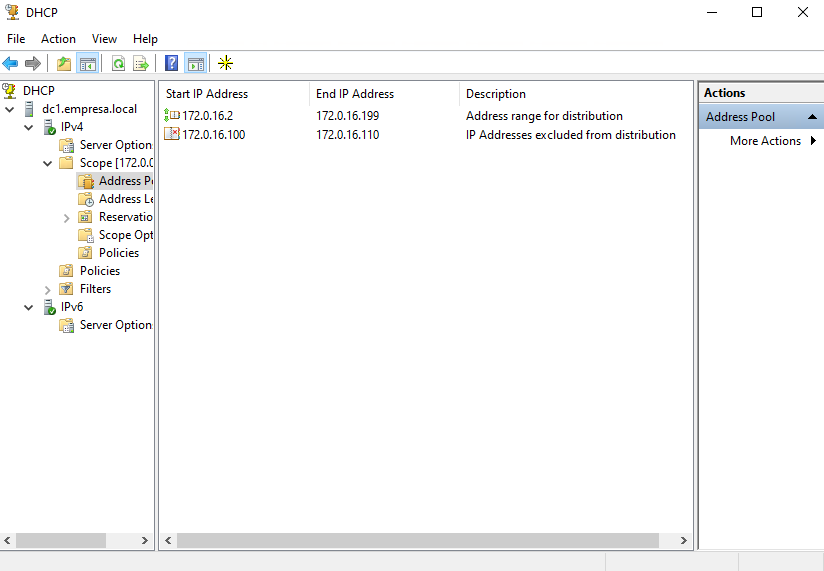 DHCP
File Action View Help
DHCP
dc1.empresa.local
IPv4
Server Option
Scope [172.0.0
Address Po
Address Le
Reservatio
Scope Opt
Policies
Policies
Filters
IPv6
Server Option
Start IP Address End IP Address Description
172.0.16.2 172.0.16.199 Address range for distribution
172.0.16.100 172.0.16.110 IP Addresses excluded from distribution
Actions
Address Pool
More Actions